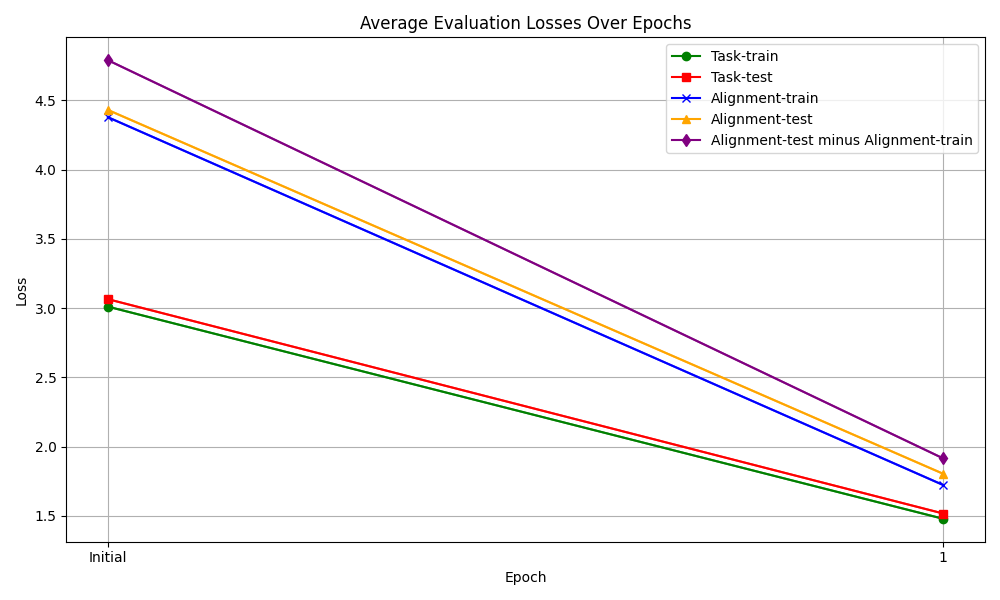 Average Evaluation Losses Over Epochs
Task-train
Task-test
Alignment-train
Alignment-test
Alignment-test minus Alignment-train
4.5
4.0
3.5
3.0
2.5
2.0
1.5
Loss
Initial
1
Epoch